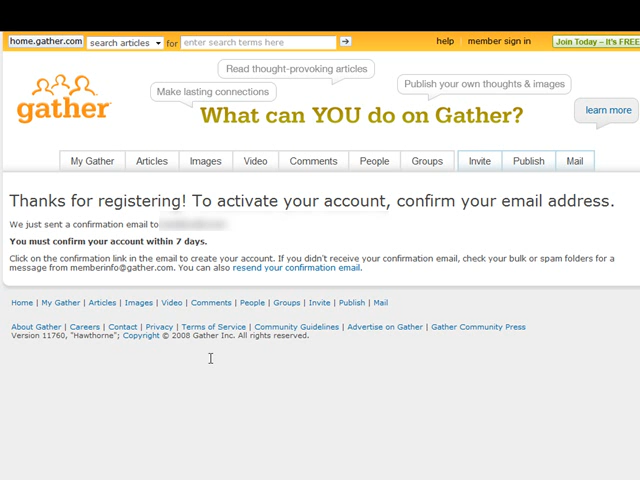 home.gather.com search articles for enter search terms here help member sign in Join Today – It's FREE
Read thought-provoking articles
Make lasting connections
Publish your own thoughts & images
gather
What can YOU do on Gather?
learn more
My Gather Articles Images Video Comments People Groups Invite Publish Mail
Thanks for registering! To activate your account, confirm your email address.
We just sent a confirmation email to
You must confirm your account within 7 days.
Click on the confirmation link in the email to create your account. If you didn't receive your confirmation email, check your bulk or spam folders for a
message from memberinfo@gather.com. You can also resend your confirmation email.
Home | My Gather | Articles | Images | Video | Comments | People | Groups | Invite | Publish | Mail
About Gather | Careers | Contact | Privacy | Terms of Service | Community Guidelines | Advertise on Gather | Gather Community Press
Version 11760, "Hawthorne"; Copyright © 2008 Gather Inc. All rights reserved.